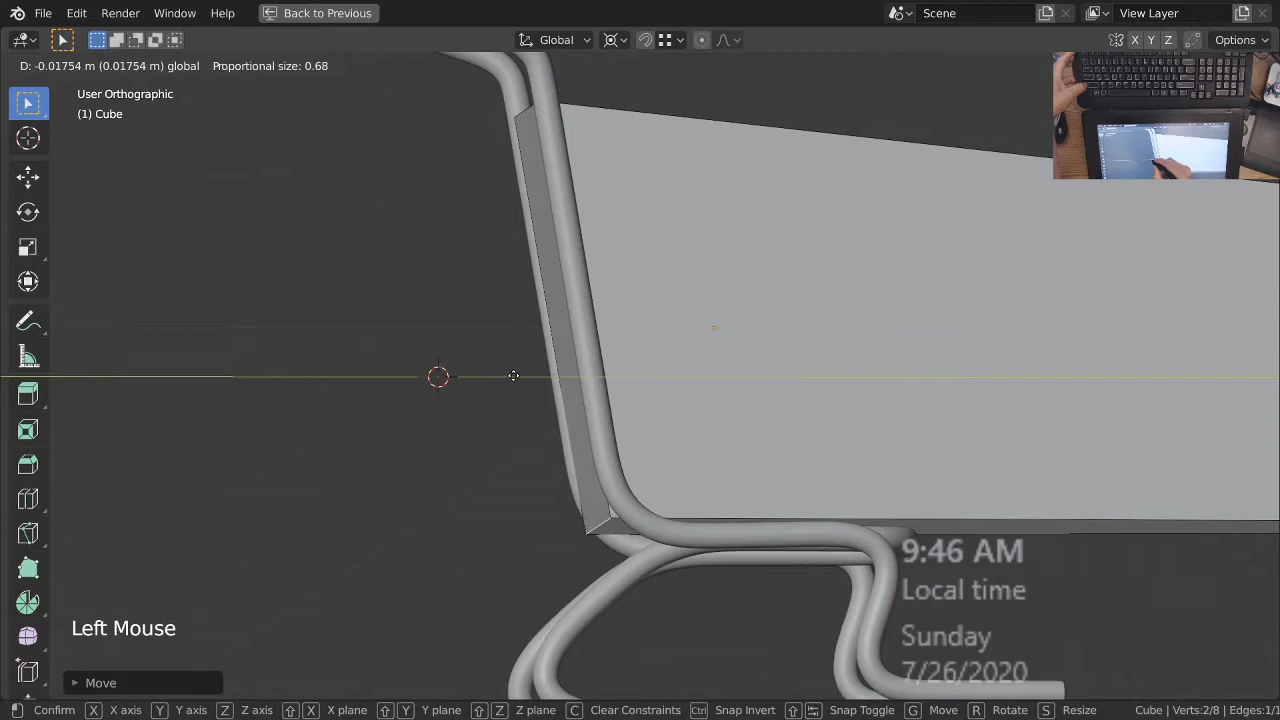 File Edit Render Window Help Back to Previous Scene View Layer
Global X Y Z Options
D: -0.01754 m (0.01754 m) global Proportional size: 0.68
User Orthographic
(1) Cube
9:46 AM
Local time
Left Mouse
Sunday
7/26/2020
Move
Confirm X X axis Y Y axis Z Z axis X X plane Y Y plane Z Z plane C Clear Constraints Ctrl Snap Invert Snap Toggle G Move R Rotate S Resize Cube | Verts:2/8 | Edges:1/1